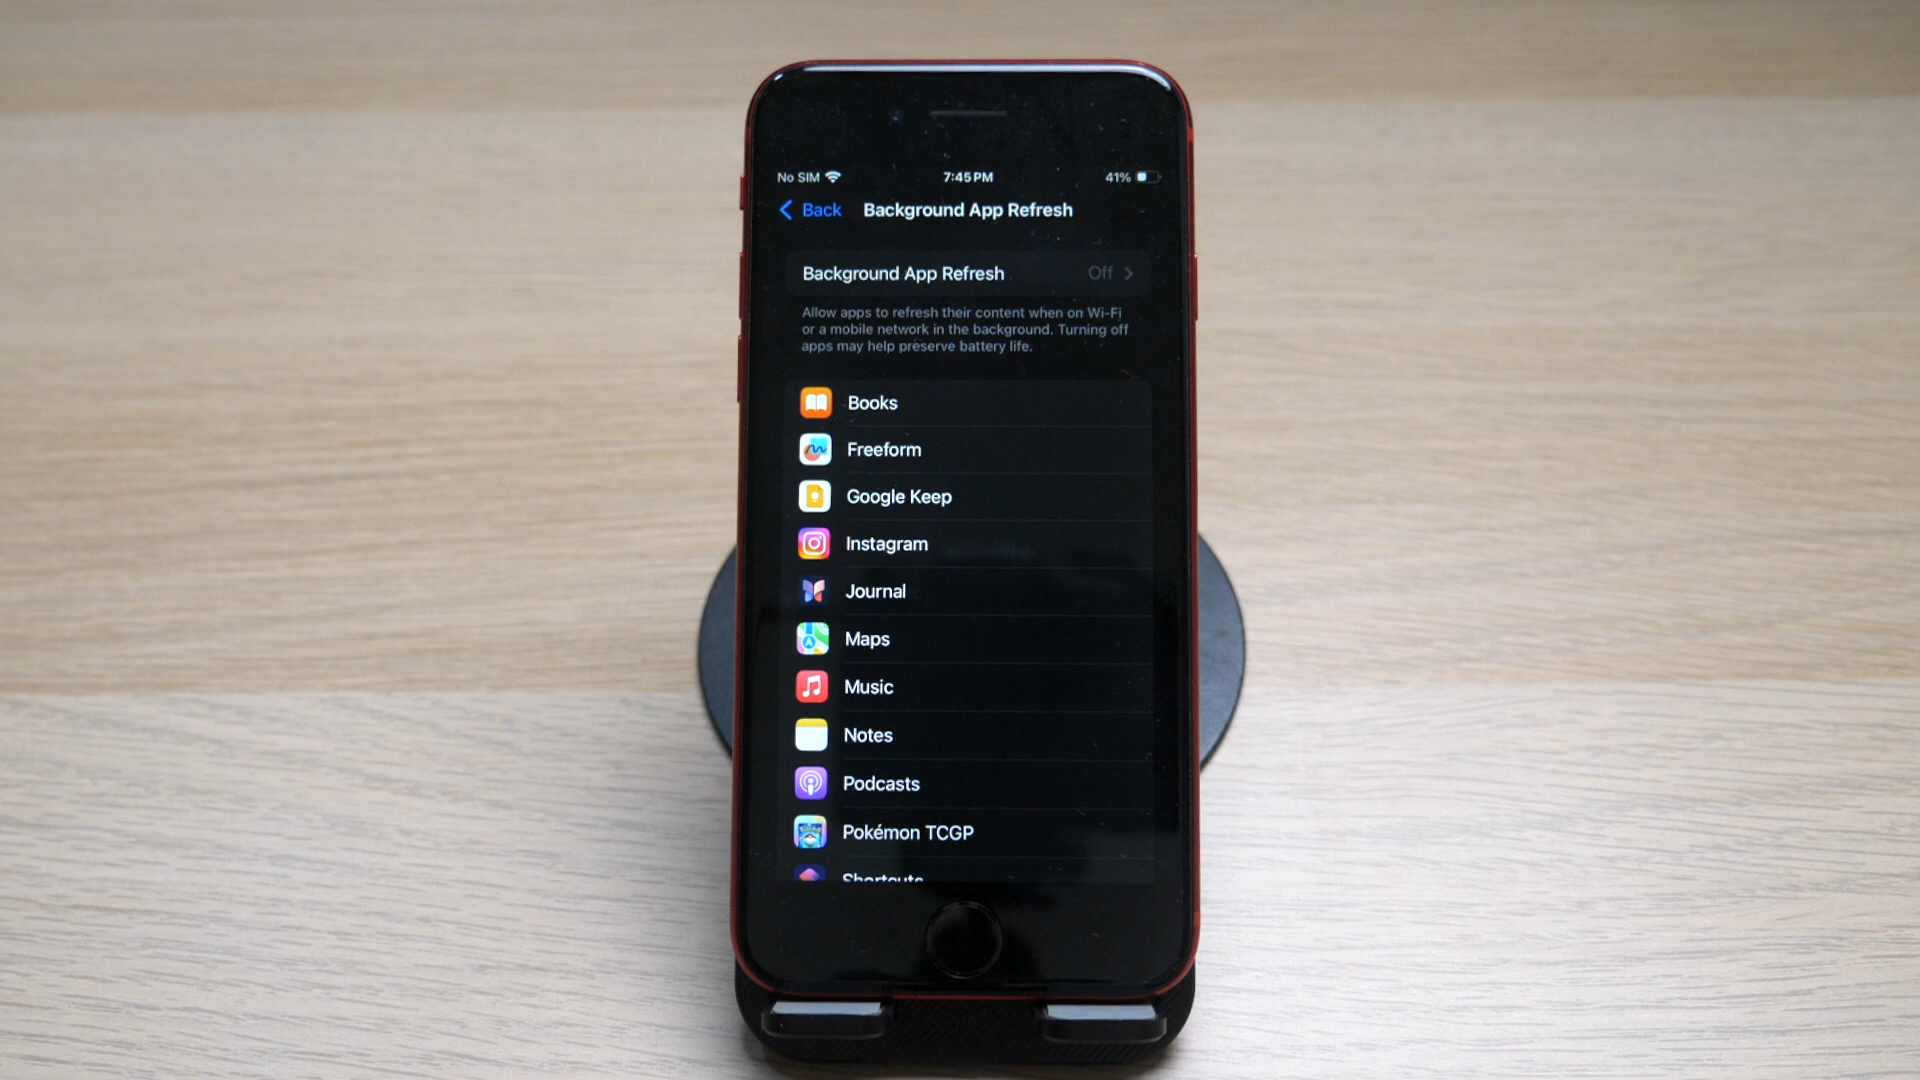 No SIM 7:45 PM 41%
Back Background App Refresh
Background App Refresh Off
Allow apps to refresh their content when on Wi-Fi
or a mobile network in the background. Turning off
apps may help preserve battery life.
Books
Freeform
Google Keep
Instagram
Journal
Maps
Music
Notes
Podcasts
Pokémon TCGP
Shortcuts